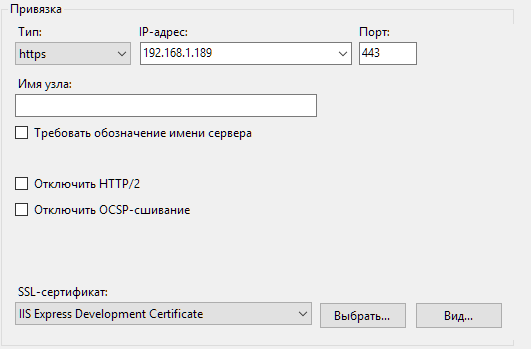 Привязка
Тип: IP-адрес: Порт:
https 192.168.1.189 443
Имя узла:
Требовать обозначение имени сервера
Отключить HTTP/2
Отключить OCSP-сшивание
SSL-сертификат:
IIS Express Development Certificate Выбрать... Вид...